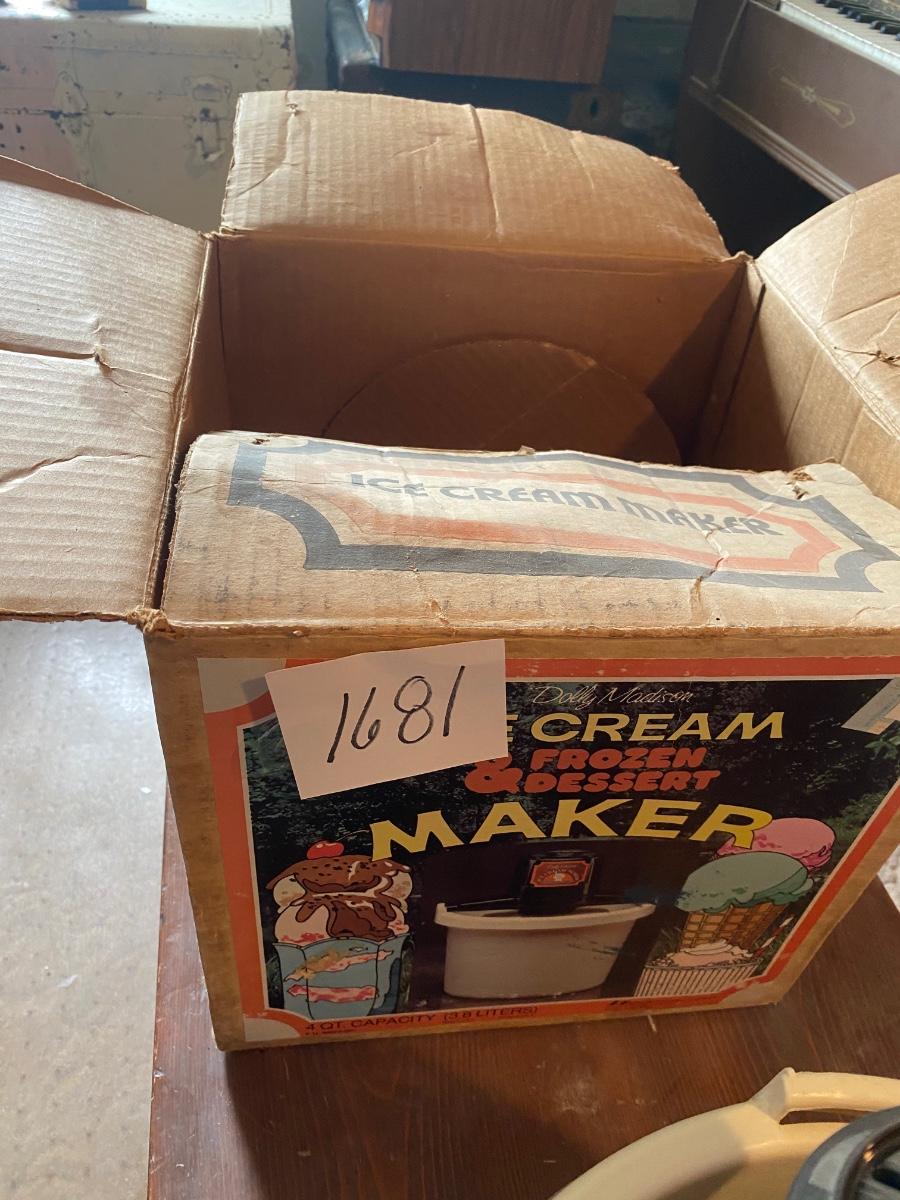 ICE CREAM MAKER
1681
Dolly Madison
E CREAM
& FROZEN
DESSERT
MAKER
4 QT. CAPACITY (3.8 LITERS)